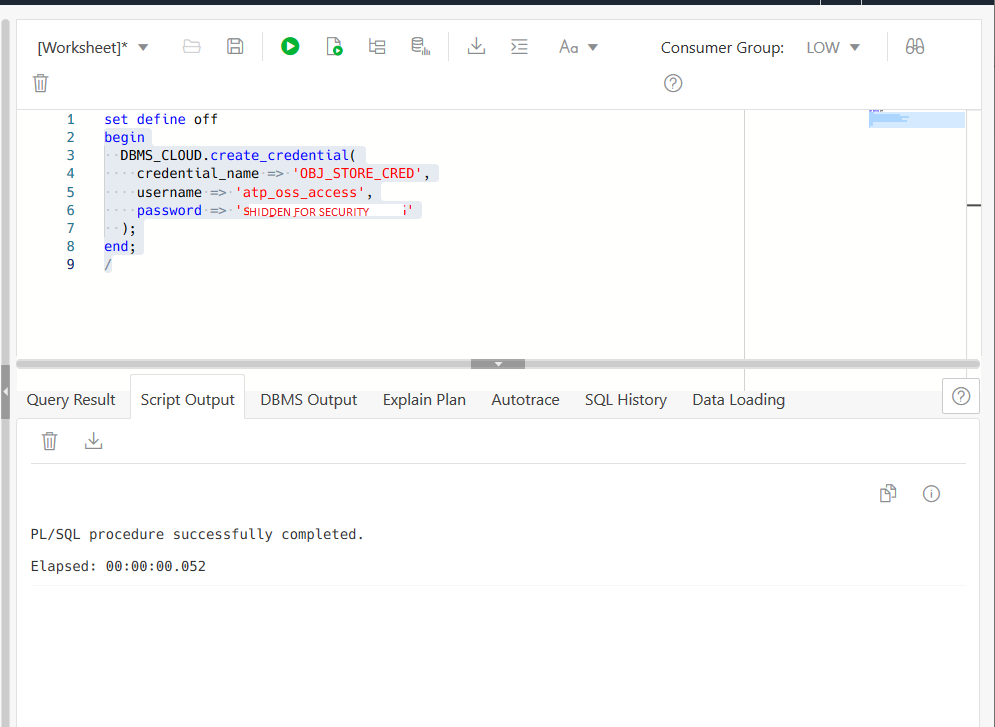 [Worksheet]*
Aa
Consumer Group: LOW
1 set define off
2 begin
3 DBMS_CLOUD.create_credential(
4 credential_name => 'OBJ_STORE_CRED',
5 username => 'atp_oss_access',
6 password => 'SHIDDEN FOR SECURITY i'
7 );
8 end;
9 /
Query Result Script Output DBMS Output Explain Plan Autotrace SQL History Data Loading
PL/SQL procedure successfully completed.
Elapsed: 00:00:00.052